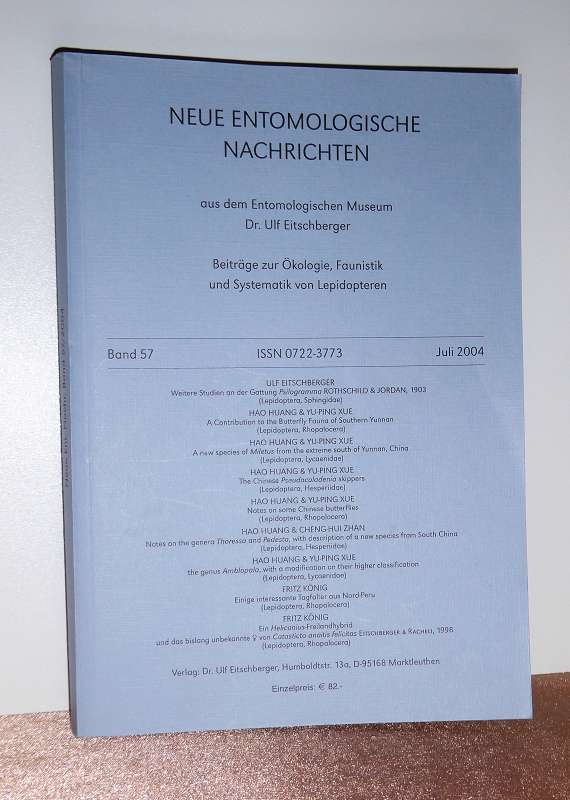 NEUE ENTOMOLOGISCHE
NACHRICHTEN
aus dem Entomologischen Museum
Dr. Ulf Eitschberger
Beiträge zur Ökologie, Faunistik
und Systematik von Lepidopteren
Band 57 ISSN 0722-3773 Juli 2004
ULF EITSCHBERGER
Weitere Studien an der Gattung Psilogramma ROTHSCHILD & JORDAN, 1903
(Lepidoptera, Sphingidae)
HAO HUANG & YU-PING XUE
A Contribution to the Butterfly Fauna of Southern Yunnan
(Lepidoptera, Rhopalocera)
HAO HUANG & YU-PING XUE
A new species of Miletus from the extreme south of Yunnan, China
(Lepidoptera, Lycaenidae)
HAO HUANG & YU-PING XUE
The Chinese Pseudocoladenia skippers
(Lepidoptera, Hesperiidae)
HAO HUANG & YU-PING XUE
Notes on some Chinese butterflies
(Lepidoptera, Rhopalocera)
HAO HUANG & CHENG-HUI ZHAN
Notes on the genera Thoressa and Pedesta, with description of a new species from South China
(Lepidoptera, Hesperiidae)
HAO HUANG & YU-PING XUE
the genus Amblopala, with a modification on their higher classification
(Lepidoptera, Lycaenidae)
FRITZ KÖNIG
Einige interessante Tagfalter aus Nord-Peru
(Lepidoptera, Rhopalocera)
FRITZ KÖNIG
Ein Heliconius-Freilandhybrid
und das bislang unbekannte ♀ von Catasticta anaitis felicitas EITSCHBERGER & RACHELI, 1998
(Lepidoptera, Rhopalocera)
Verlag: Dr. Ulf Eitschberger, Humboldtstr. 13a, D-95168 Marktleuthen
Einzelpreis: € 82.-
Neue Ent. Nachr. Band 57/2004